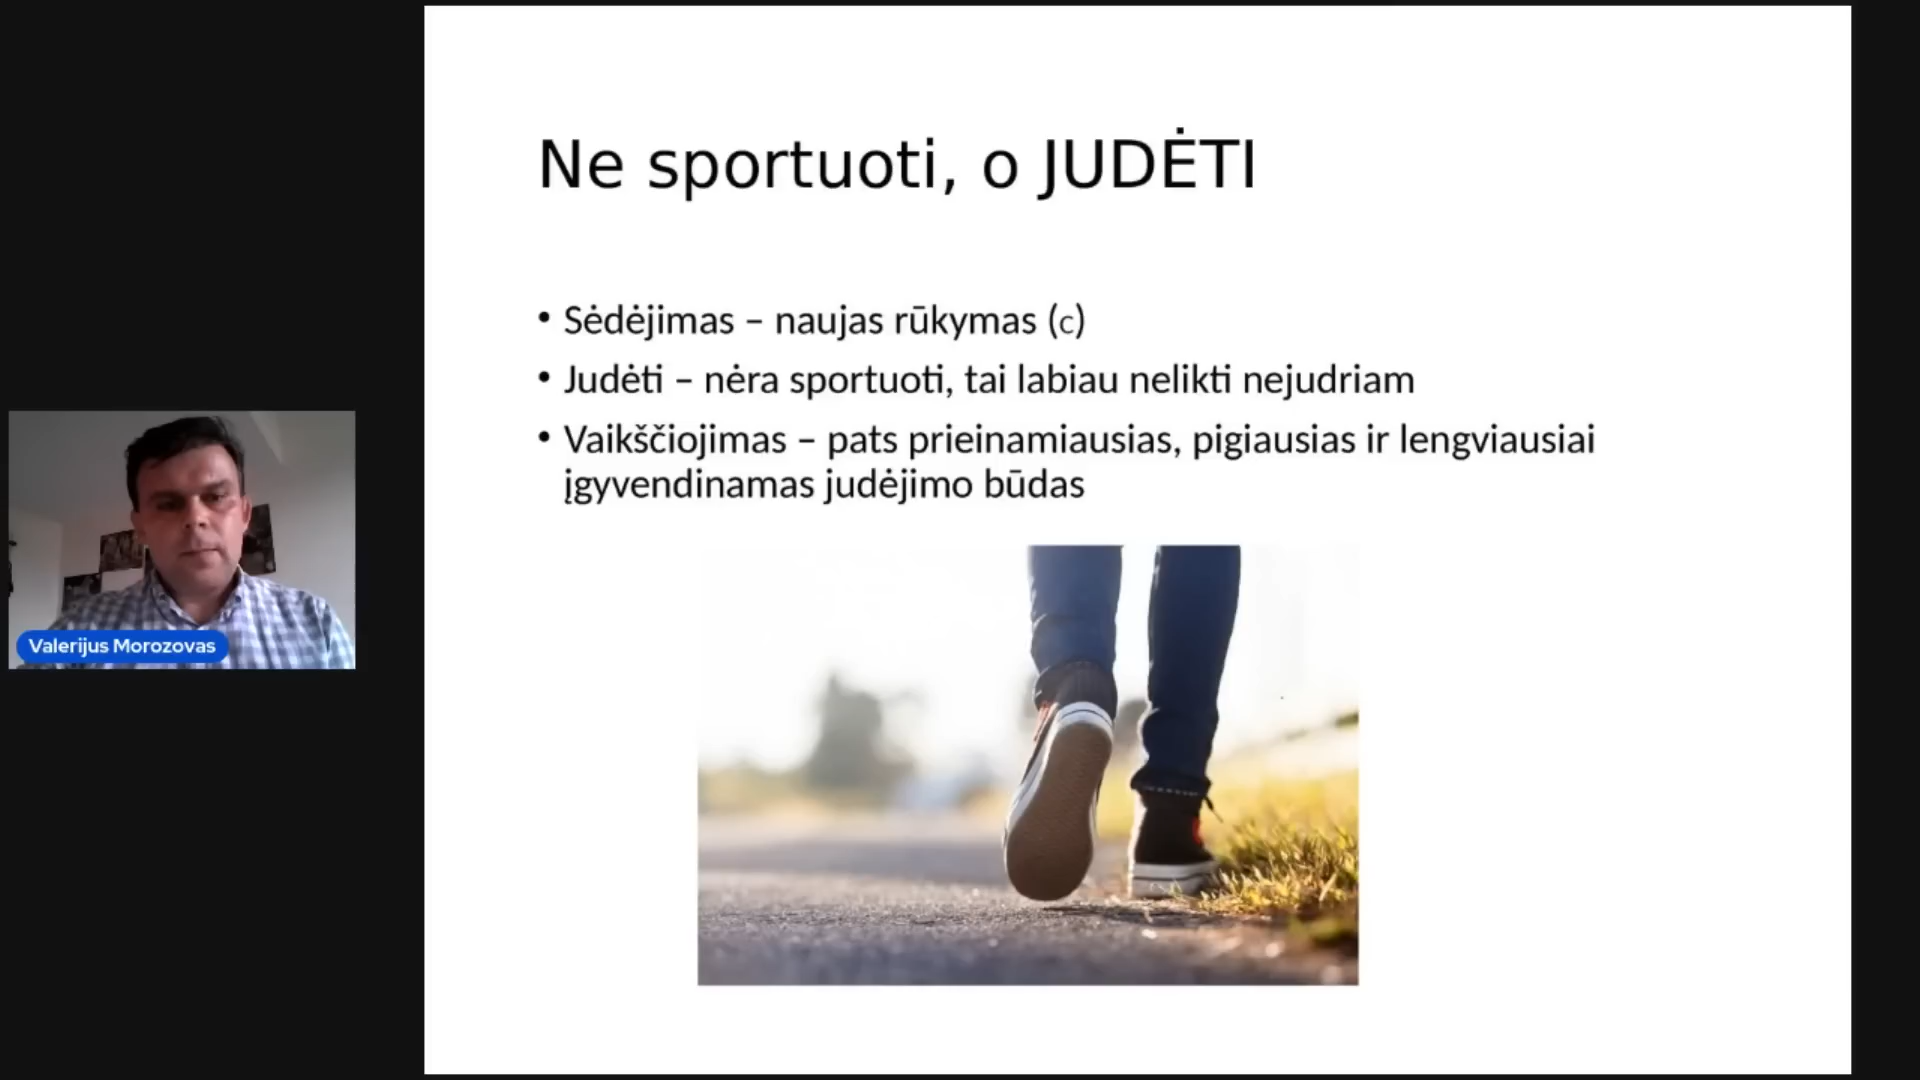 Ne sportuoti, o JUDĖTI
• Sėdėjimas – naujas rūkymas (c)
• Judėti – nėra sportuoti, tai labiau nelikti nejudriam
• Vaikščiojimas – pats prieinamiausias, pigiausias ir lengviausiai
įgyvendinamas judėjimo būdas
Valerijus Morozovas